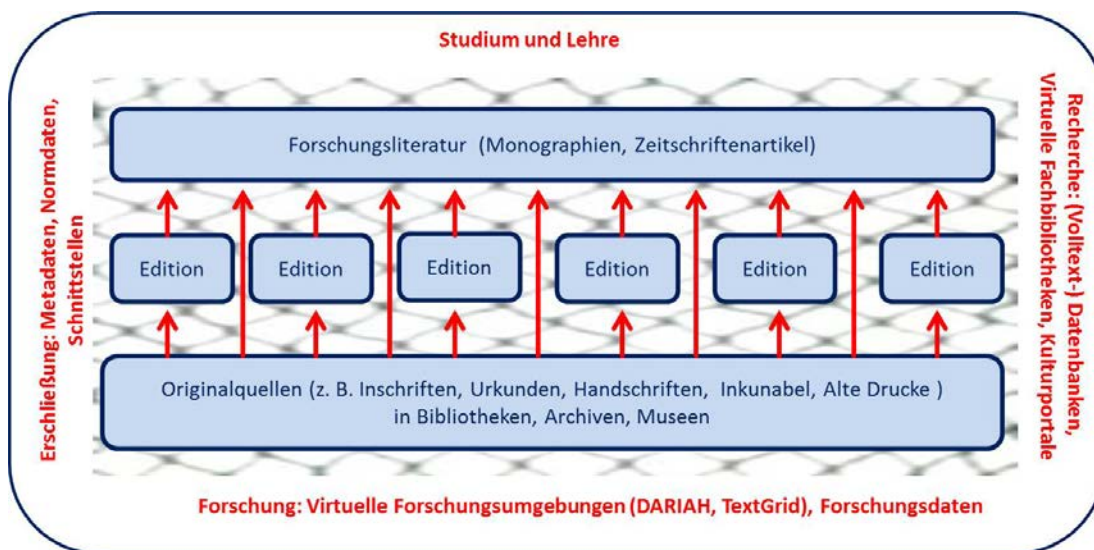 Studium und Lehre
Erschließung: Metadaten, Normdaten,
Schnittstellen
Forschungsliteratur (Monographien, Zeitschriftenartikel)
Edition
Edition
Edition
Edition
Edition
Edition
Originalquellen (z. B. Inschriften, Urkunden, Handschriften, Inkunabel, Alte Drucke )
in Bibliotheken, Archiven, Museen
Recherche: (Volltext-) Datenbanken,
Virtuelle Fachbibliotheken, Kulturportale
Forschung: Virtuelle Forschungsumgebungen (DARIAH, TextGrid), Forschungsdaten